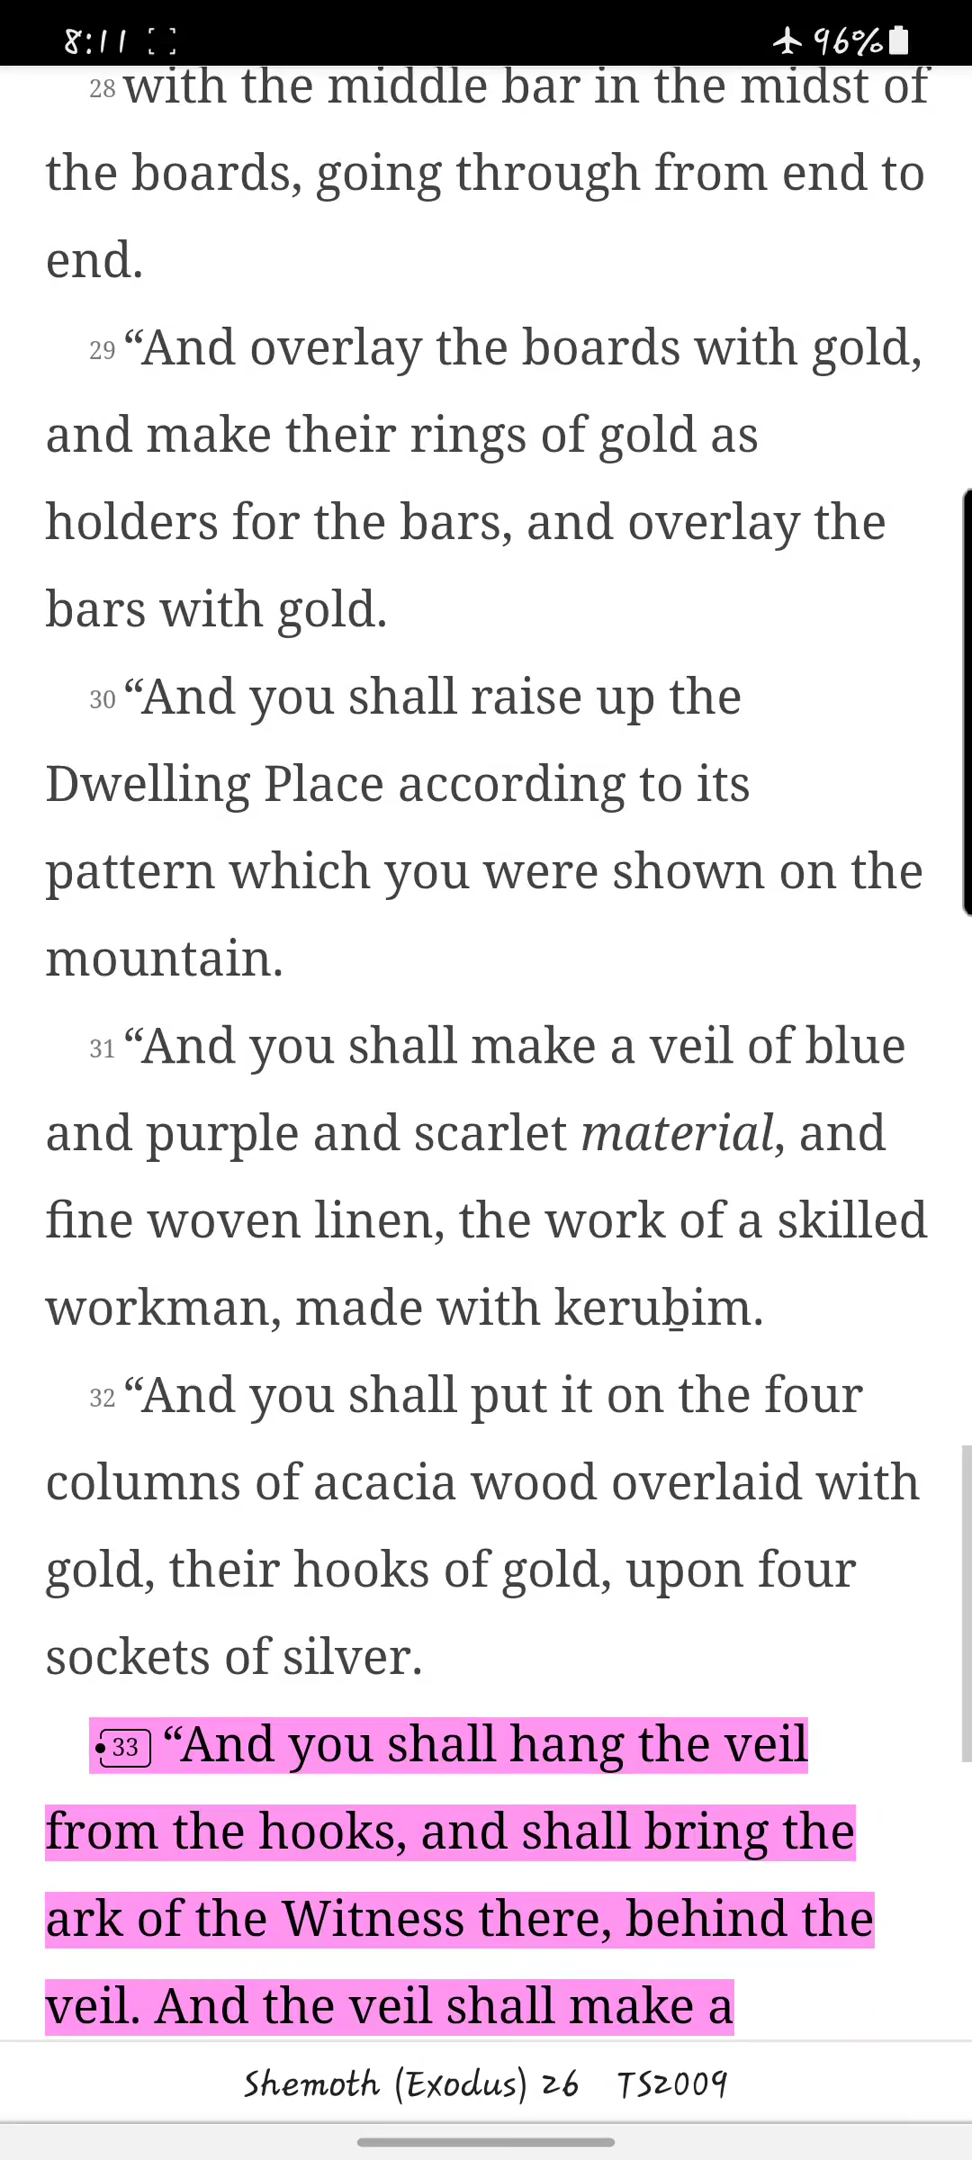 8:11 96%
28 with the middle bar in the midst of
the boards, going through from end to
end.
29 “And overlay the boards with gold,
and make their rings of gold as
holders for the bars, and overlay the
bars with gold.
30 “And you shall raise up the
Dwelling Place according to its
pattern which you were shown on the
mountain.
31 “And you shall make a veil of blue
and purple and scarlet material, and
fine woven linen, the work of a skilled
workman, made with keruḇim.
32 “And you shall put it on the four
columns of acacia wood overlaid with
gold, their hooks of gold, upon four
sockets of silver.
33 “And you shall hang the veil
from the hooks, and shall bring the
ark of the Witness there, behind the
veil. And the veil shall make a
Shemoth (Exodus) 26 TS2009